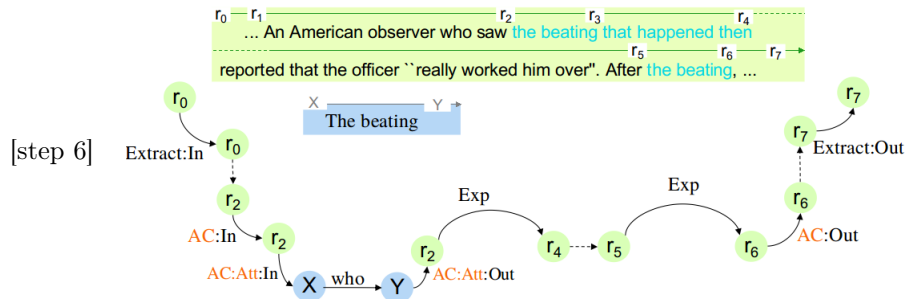 r0 r1 r2 r3 r4
... An American observer who saw the beating that happened then
r5 r6 r7
reported that the officer ``really worked him over". After the beating, ...
X Y
The beating
[step 6]
r0
Extract:In
r0
r2
AC:In
r2
AC:Att:In
X
who
Y
r2
AC:Att:Out
Exp
r4
r5
Exp
r6
AC:Out
r6
r7
Extract:Out
r7